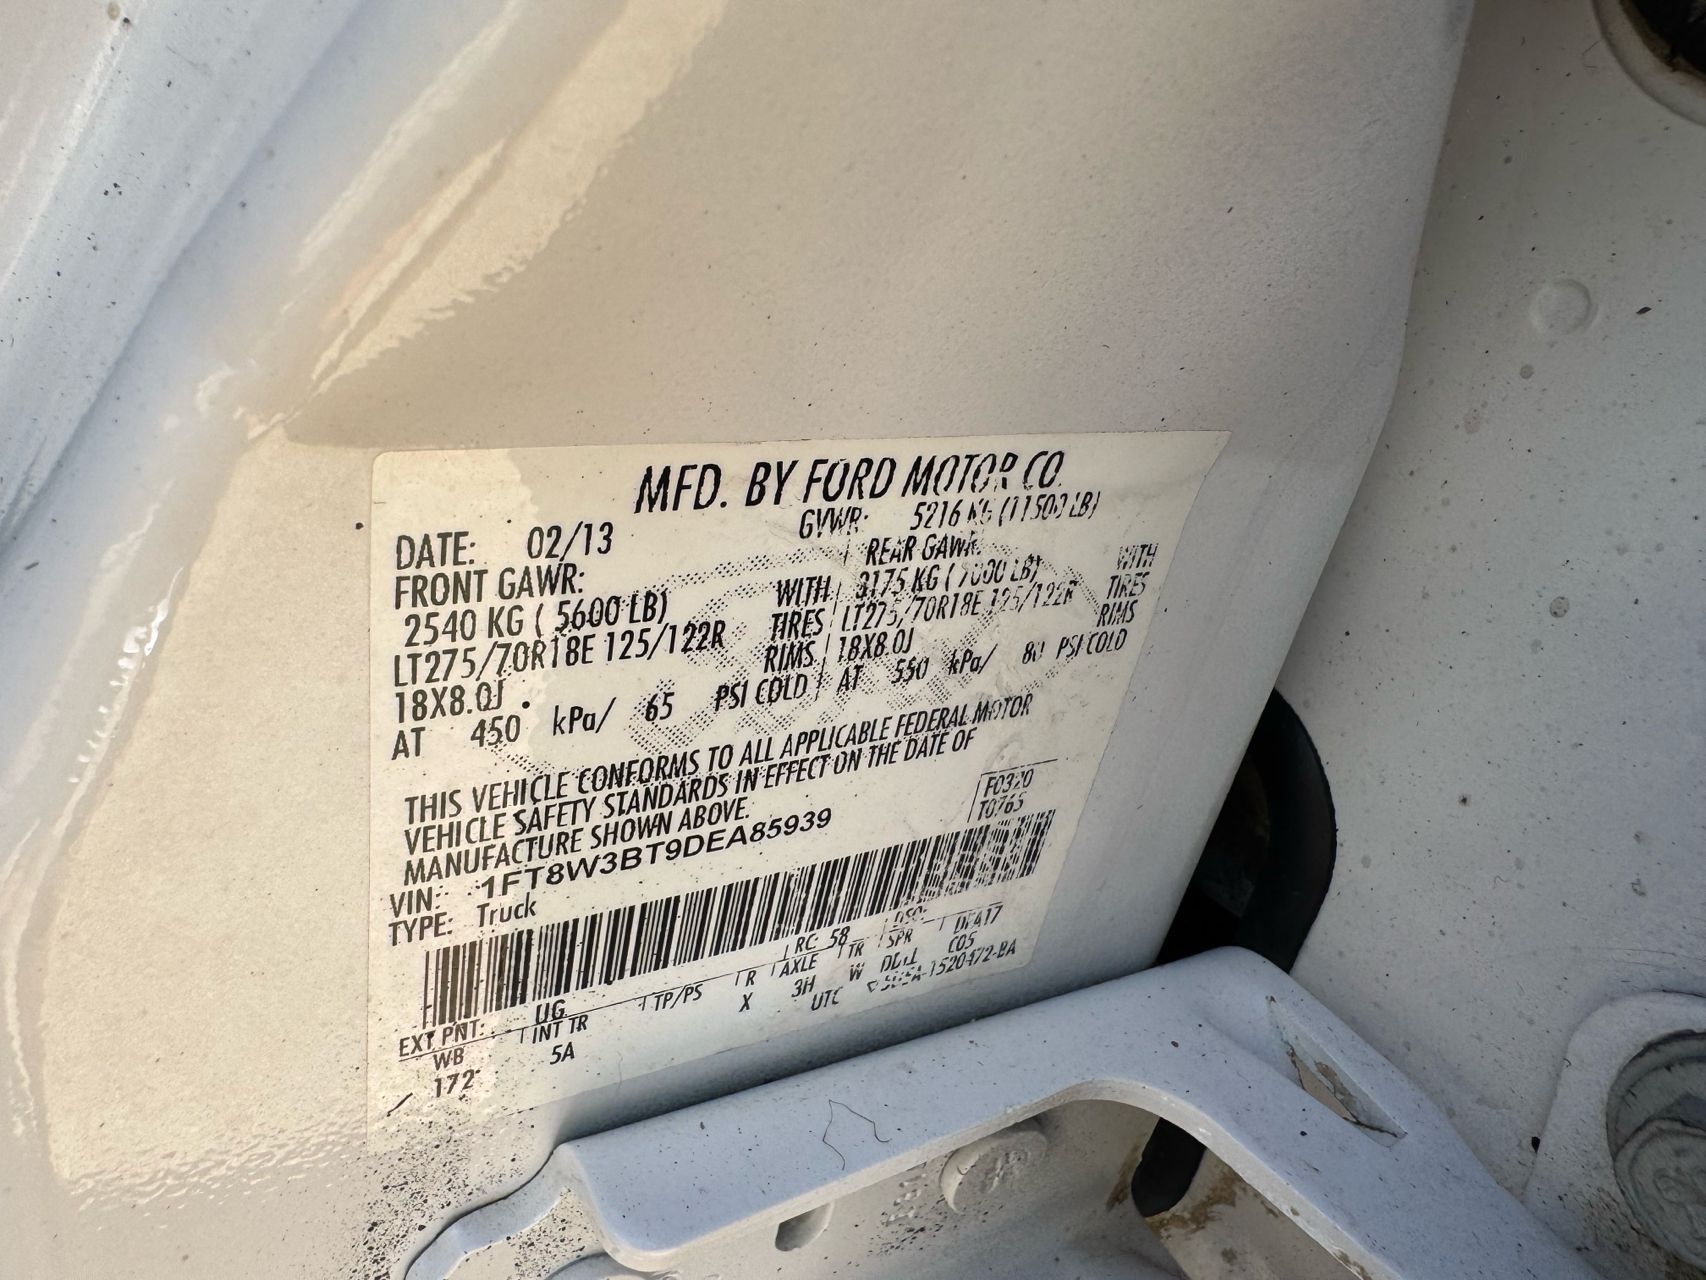 MFD. BY FORD MOTOR CO.
DATE: 02/13 GVWR: 5216 KG (11500 LB)
FRONT GAWR: REAR GAWR:
2540 KG ( 5600 LB) WITH 3175 KG ( 7000 LB) WITH
LT275/70R18E 125/122R TIRES LT275/70R18E 125/122R TIRES
18X8.0J RIMS 18X8.0J RIMS
AT 450 kPa/ 65 PSI COLD AT 550 kPa/ 80 PSI COLD
THIS VEHICLE CONFORMS TO ALL APPLICABLE FEDERAL MOTOR
VEHICLE SAFETY STANDARDS IN EFFECT ON THE DATE OF
MANUFACTURE SHOWN ABOVE.
F0320
T0765
VIN: 1FT8W3BT9DEA85939
TYPE: Truck
EXT PNT: UG RC: 58 DSO:
WB INT TR TP/PS R AXLE TR SPR DEA17
172 5A X 3H W COS
UTC